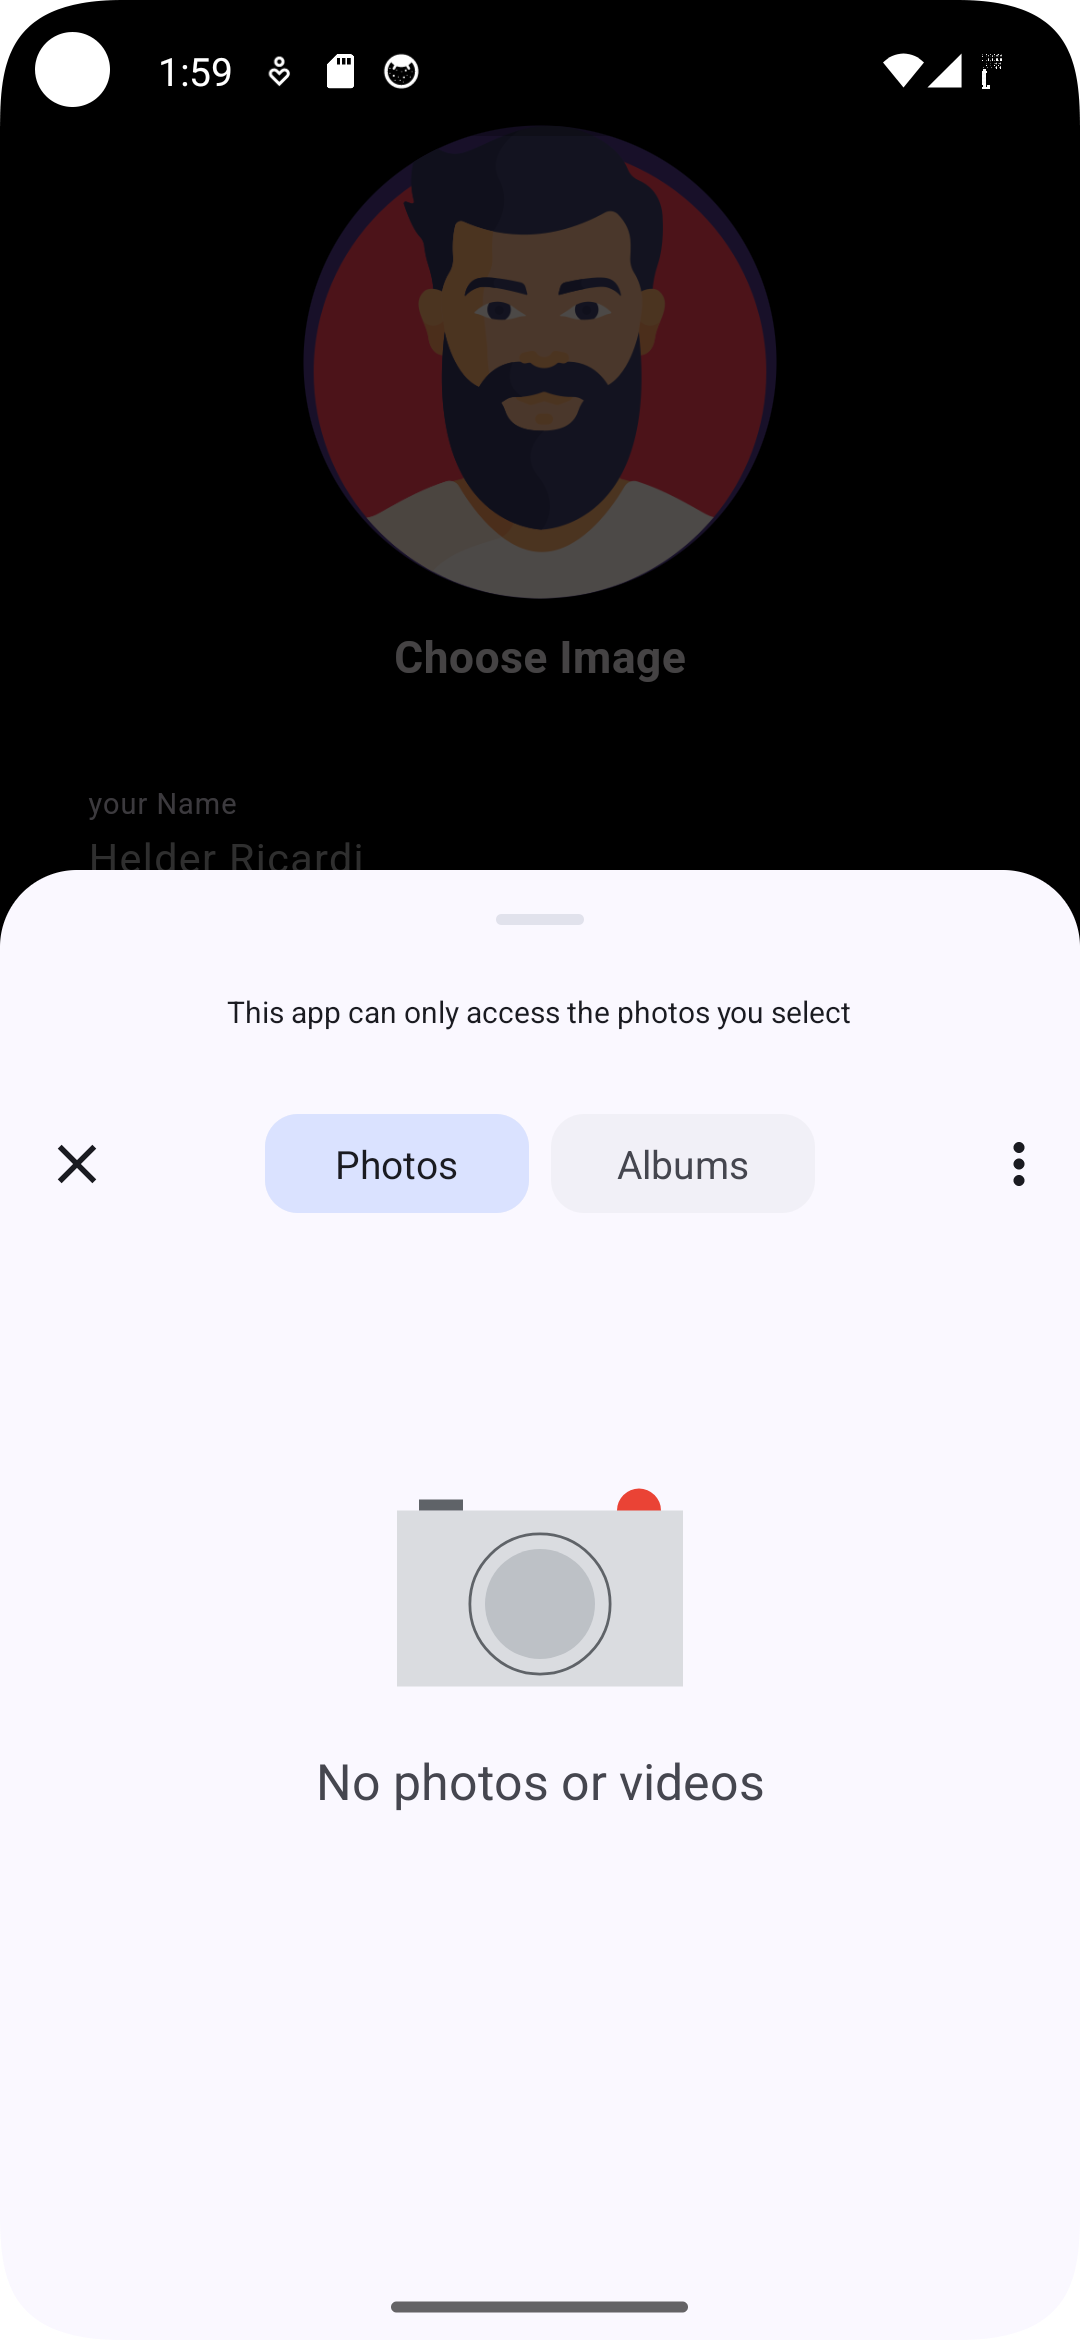 1:59
Choose Image
your Name
Helder Ricardi
This app can only access the photos you select
Photos
Albums
No photos or videos